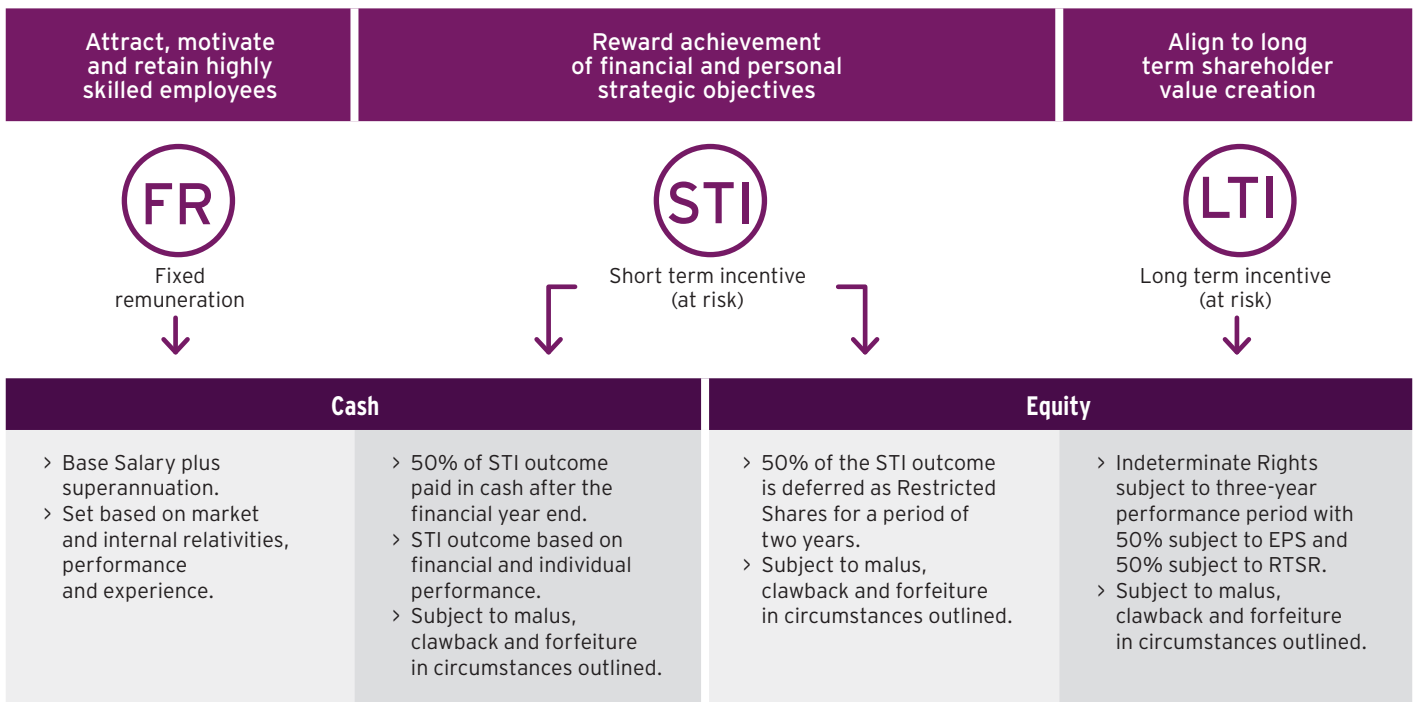 Attract, motivate
and retain highly
skilled employees
Reward achievement
of financial and personal
strategic objectives
Align to long
term shareholder
value creation
FR
Fixed
remuneration
STI
Short term incentive
(at risk)
LTI
Long term incentive
(at risk)
Cash
Equity
> Base Salary plus
superannuation.
> Set based on market
and internal relativities,
performance
and experience.
> 50% of STI outcome
paid in cash after the
financial year end.
> STI outcome based on
financial and individual
performance.
> Subject to malus,
clawback and forfeiture
in circumstances outlined.
> 50% of the STI outcome
is deferred as Restricted
Shares for a period of
two years.
> Subject to malus,
clawback and forfeiture
in circumstances outlined.
> Indeterminate Rights
subject to three-year
performance period with
50% subject to EPS and
50% subject to RTSR.
> Subject to malus,
clawback and forfeiture
in circumstances outlined.